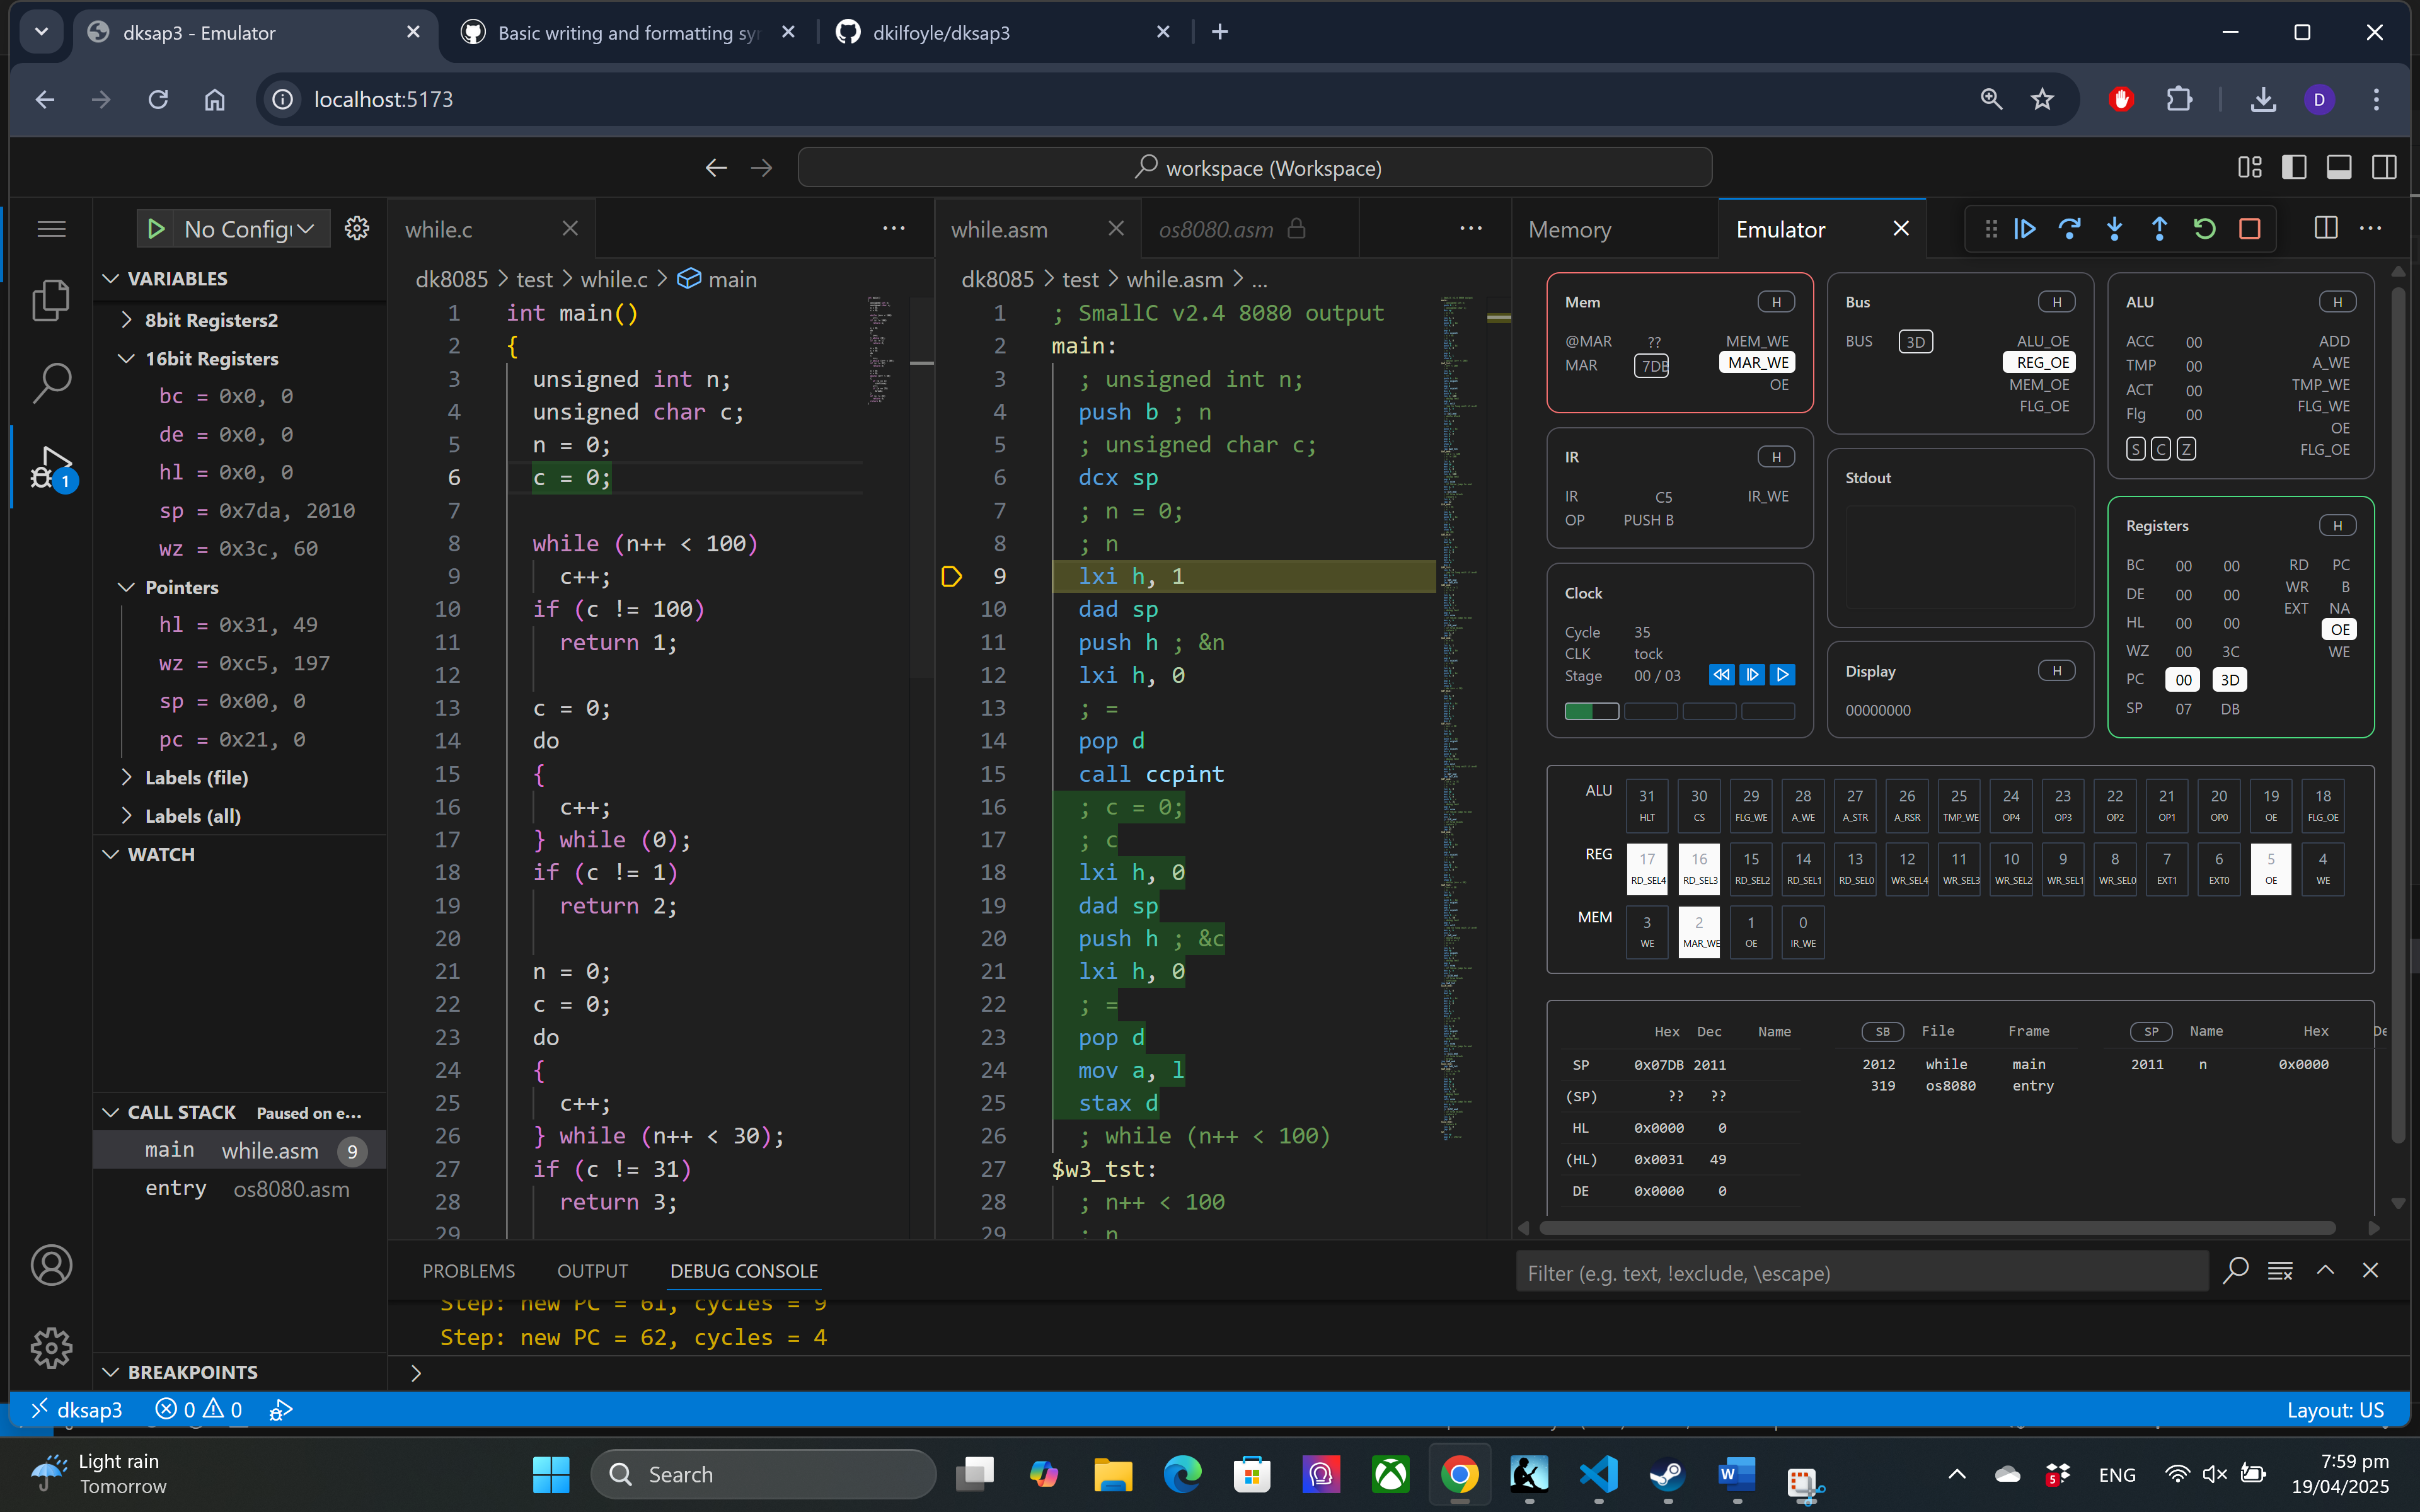 dksap3 - Emulator
Basic writing and formatting sy
dkilfoyle/dksap3
localhost:5173
D
workspace (Workspace)
No Config
VARIABLES
8bit Registers2
16bit Registers
bc = 0x0, 0
de = 0x0, 0
hl = 0x0, 0
sp = 0x7da, 2010
wz = 0x3c, 60
Pointers
hl = 0x31, 49
wz = 0xc5, 197
sp = 0x00, 0
pc = 0x21, 0
Labels (file)
Labels (all)
WATCH
CALL STACK Paused on e...
main while.asm 9
entry os8080.asm
BREAKPOINTS
1
while.c
dk8085 > test > while.c > main
1 int main()
2 {
3 unsigned int n;
4 unsigned char c;
5 n = 0;
6 c = 0;
7
8 while (n++ < 100)
9 c++;
10 if (c != 100)
11 return 1;
12
13 c = 0;
14 do
15 {
16 c++;
17 } while (0);
18 if (c != 1)
19 return 2;
20
21 n = 0;
22 c = 0;
23 do
24 {
25 c++;
26 } while (n++ < 30);
27 if (c != 31)
28 return 3;
29
while.asm
os8080.asm
dk8085 > test > while.asm > ...
1 ; SmallC v2.4 8080 output
2 main:
3 ; unsigned int n;
4 push b ; n
5 ; unsigned char c;
6 dcx sp
7 ; n = 0;
8 ; n
9 lxi h, 1
10 dad sp
11 push h ; &n
12 lxi h, 0
13 ; =
14 pop d
15 call ccpint
16 ; c = 0;
17 ; c
18 lxi h, 0
19 dad sp
20 push h ; &c
21 lxi h, 0
22 ; =
23 pop d
24 mov a, l
25 stax d
26 ; while (n++ < 100)
27 $w3_tst:
28 ; n++ < 100
29 ; n
Memory
Emulator
Mem H
@MAR ?? MEM_WE
MAR 7DB MAR_WE
OE
IR H
IR C5 IR_WE
OP PUSH B
Clock
Cycle 35
CLK tock
Stage 00 / 03
Bus H
BUS 3D ALU_OE
REG_OE
MEM_OE
FLG_OE
Stdout
Display H
00000000
ALU H
ACC 00 ADD
TMP 00 A_WE
ACT 00 TMP_WE
Flg 00 FLG_WE
OE
S C Z FLG_OE
Registers H
BC 00 00 RD PC
DE 00 00 WR B
HL 00 00 EXT NA
OE
WZ 00 3C WE
PC 00 3D
SP 07 DB
ALU 31 30 29 28 27 26 25 24 23 22 21 20 19 18
HLT CS FLG_WE A_WE A_STR A_RSR TMP_WE OP4 OP3 OP2 OP1 OP0 OE FLG_OE
REG 17 16 15 14 13 12 11 10 9 8 7 6 5 4
RD_SEL4 RD_SEL3 RD_SEL2 RD_SEL1 RD_SEL0 WR_SEL4 WR_SEL3 WR_SEL2 WR_SEL1 WR_SEL0 EXT1 EXT0 OE WE
MEM 3 2 1 0
WE MAR_WE OE IR_WE
Hex Dec Name
SP 0x07DB 2011
(SP) ?? ??
HL 0x0000 0
(HL) 0x0031 49
DE 0x0000 0
SB File Frame
2012 while main
319 os8080 entry
SP Name Hex De
2011 n 0x0000
PROBLEMS OUTPUT DEBUG CONSOLE
Filter (e.g. text, !exclude, \escape)
Step: new PC = 61, cycles = 9
Step: new PC = 62, cycles = 4
dksap3 0 0
Layout: US
Light rain
Tomorrow
Search
5
ENG
7:59 pm
19/04/2025